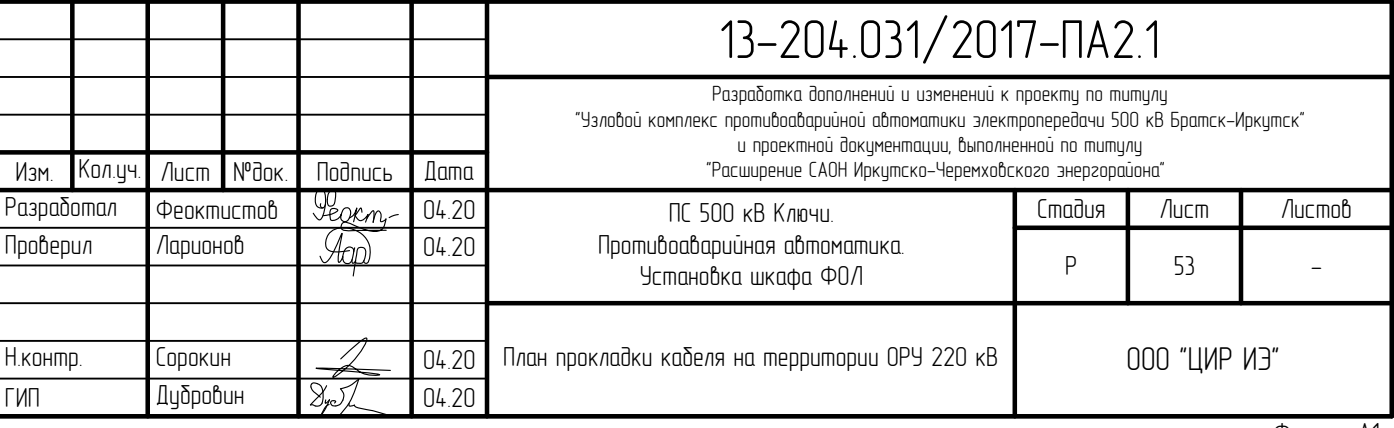 13-204.031/2017-ПА2.1
Разработка дополнений и изменений к проекту по титулу
"Узловой комплекс противоаварийной автоматики электропередачи 500 кВ Братск-Иркутск"
и проектной документации, выполненной по титулу
"Расширение САОН Иркутско-Черемховского энергорайона"
Изм. Кол.уч. Лист №док. Подпись Дата
Разработал Феоктистов 04.20
Проверил Ларионов 04.20
ПС 500 кВ Ключи.
Противоаварийная автоматика.
Установка шкафа ФОЛ
Стадия Лист Листов
Р 53 -
Н.контр. Сорокин 04.20
ГИП Дубровин 04.20
План прокладки кабеля на территории ОРУ 220 кВ
ООО "ЦИР ИЭ"